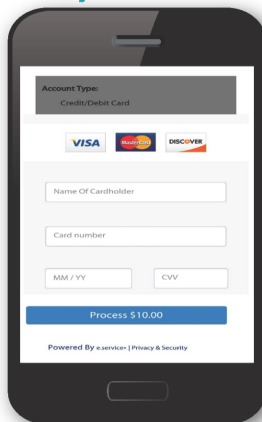 Account Type:
Credit/Debit Card
VISA MasterCard DISCOVER
Name Of Cardholder
Card number
MM / YY CVV
Process $10.00
Powered By e.service+ | Privacy & Security